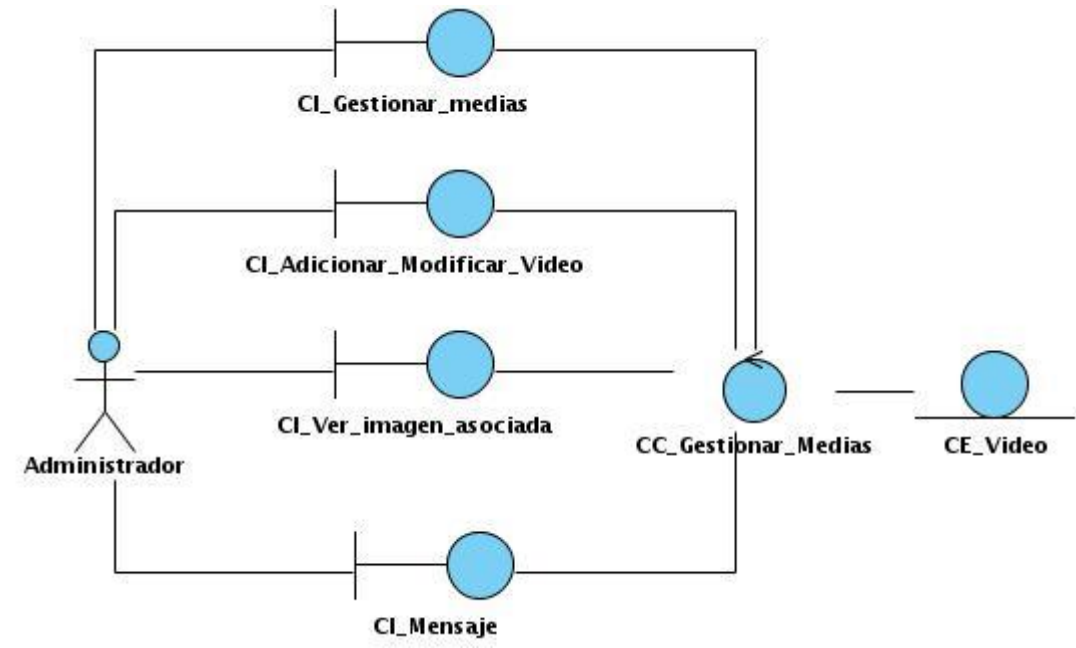 CI_Gestionar_medias
CI_Adicionar_Modificar_Video
CI_Ver_imagen_asociada
CC_Gestionar_Medias
CE_Video
Administrador
CI_Mensaje